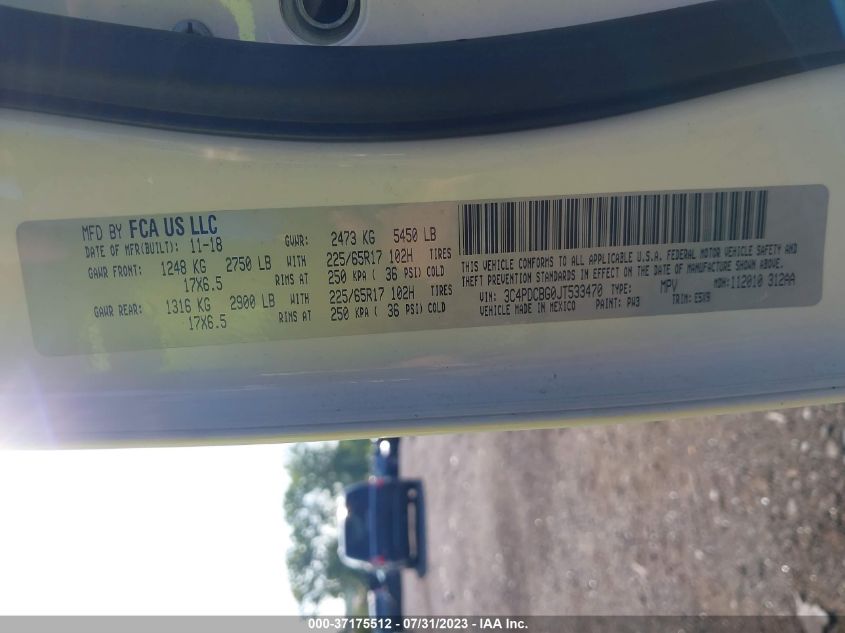 MFD BY FCA US LLC
DATE OF MFR(BUILT): 11-18 GVWR: 2473 KG 5450 LB
GAWR FRONT: 1248 KG 2750 LB WITH 225/65R17 102H TIRES
17X6.5 RIMS AT 250 KPA ( 36 PSI) COLD
GAWR REAR: 1316 KG 2900 LB WITH 225/65R17 102H TIRES
17X6.5 RIMS AT 250 KPA ( 36 PSI) COLD
THIS VEHICLE CONFORMS TO ALL APPLICABLE U.S.A. FEDERAL MOTOR VEHICLE SAFETY AND
THEFT PREVENTION STANDARDS IN EFFECT ON THE DATE OF MANUFACTURE SHOWN ABOVE.
VIN: 3C4PDCBG0JT533470 TYPE: MPV MDH: 112010 312AA
VEHICLE MADE IN MEXICO PAINT: PW3 TRIM: E5X9
000-37175512 - 07/31/2023 - IAA Inc.